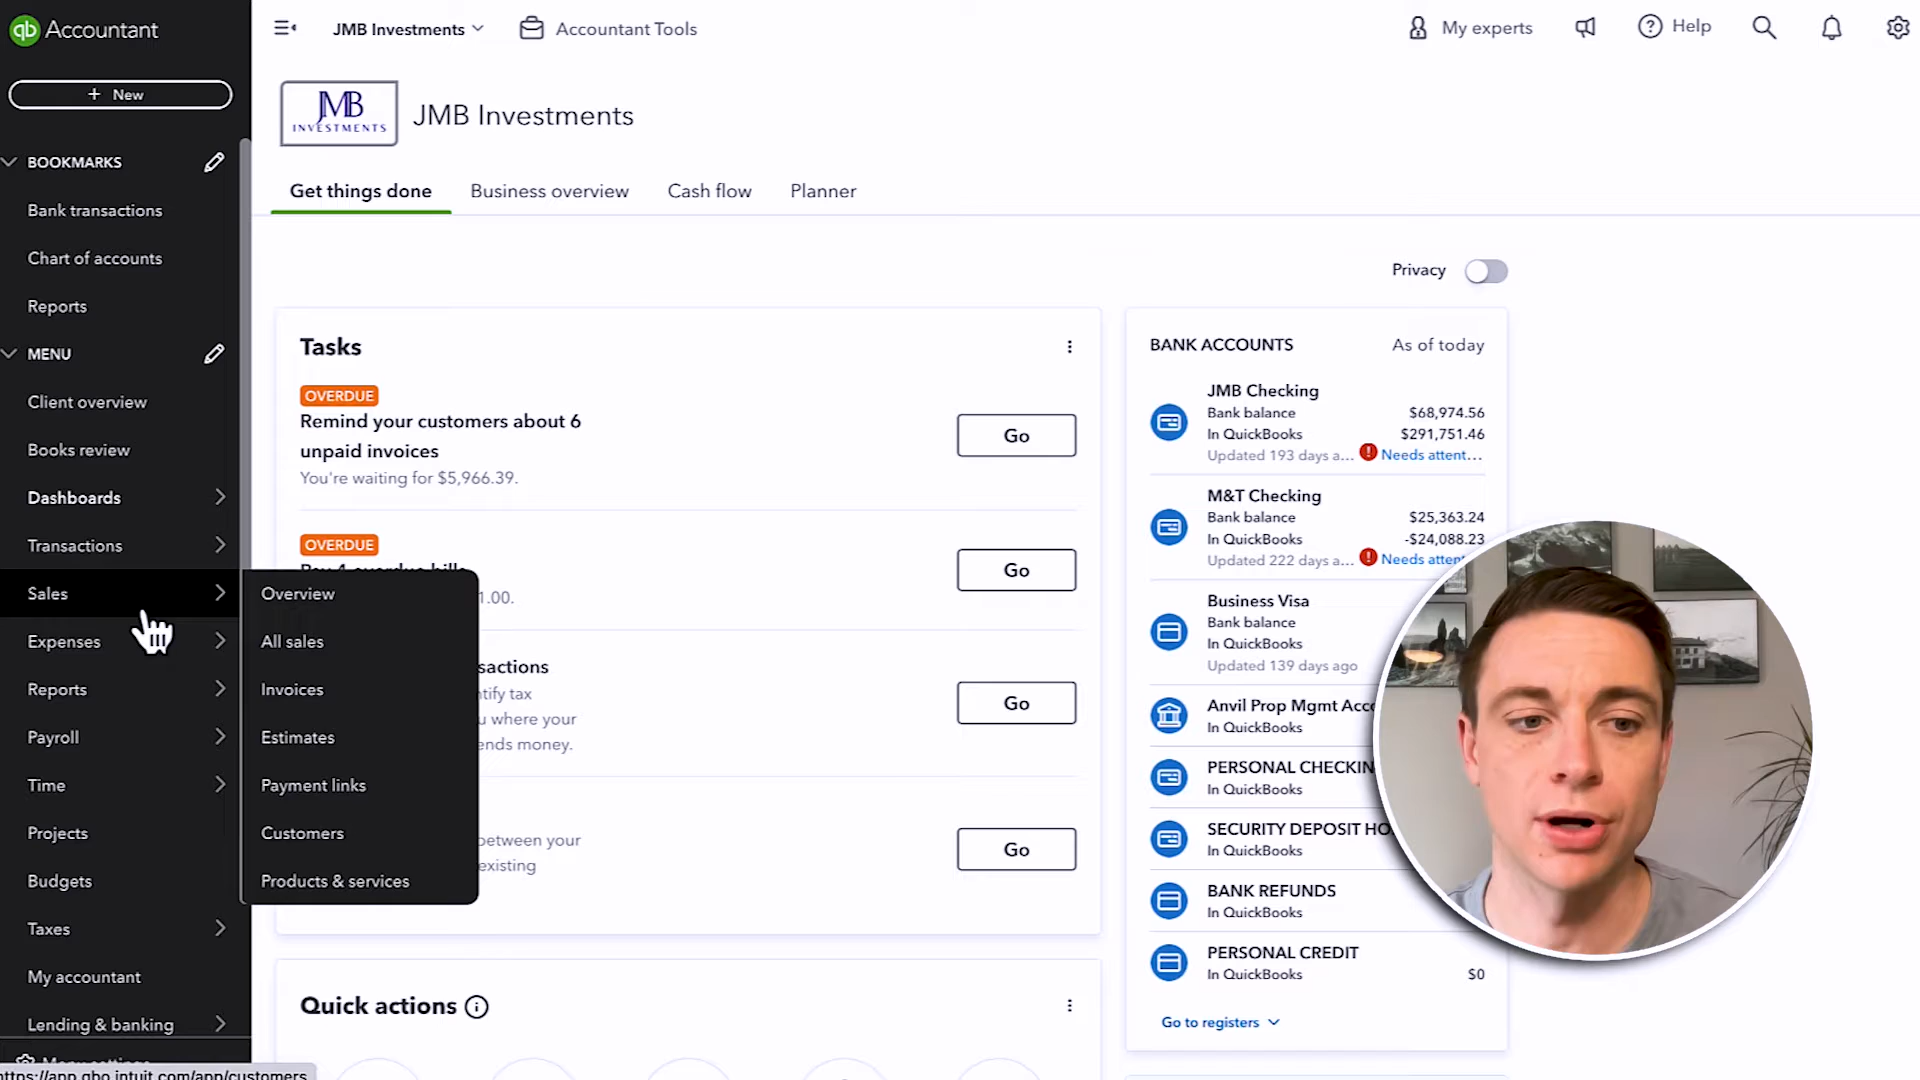 qb Accountant
+ New
BOOKMARKS
Bank transactions
Chart of accounts
Reports
MENU
Client overview
Books review
Dashboards
Transactions
Sales
Expenses
Reports
Payroll
Time
Projects
Budgets
Taxes
My accountant
Lending & banking
Menu settings
https://app.qbo.intuit.com/app/customers
Overview
All sales
Invoices
Estimates
Payment links
Customers
Products & services
JMB Investments
Accountant Tools
My experts
Help
JMB
INVESTMENTS
JMB Investments
Get things done
Business overview
Cash flow
Planner
Privacy
Tasks
OVERDUE
Remind your customers about 6
unpaid invoices
You're waiting for $5,966.39.
Go
OVERDUE
Pay 4 overdue bills
1.00.
Go
sactions
ntify tax
u where your
ends money.
Go
between your
existing
Go
Quick actions
BANK ACCOUNTS
As of today
JMB Checking
Bank balance $68,974.56
In QuickBooks $291,751.46
Updated 193 days a... Needs attent...
M&T Checking
Bank balance $25,363.24
In QuickBooks -$24,088.23
Updated 222 days a... Needs atten
Business Visa
Bank balance
In QuickBooks
Updated 139 days ago
Anvil Prop Mgmt Acc
In QuickBooks
PERSONAL CHECKIN
In QuickBooks
SECURITY DEPOSIT HO
In QuickBooks
BANK REFUNDS
In QuickBooks
PERSONAL CREDIT
In QuickBooks $0
Go to registers